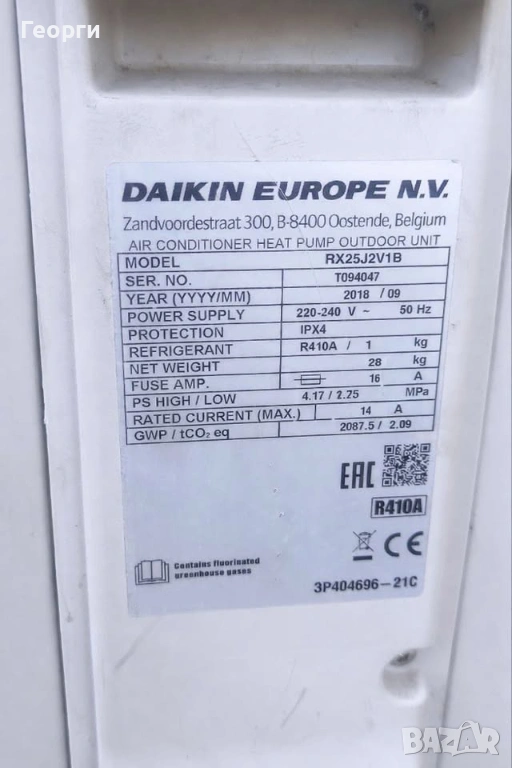 Георги
DAIKIN EUROPE N.V.
Zandvoordestraat 300, B-8400 Oostende, Belgium
AIR CONDITIONER HEAT PUMP OUTDOOR UNIT
MODEL RX25J2V1B
SER. NO. T094047
YEAR (YYYY/MM) 2018 / 09
POWER SUPPLY 220-240 V ~ 50 Hz
PROTECTION IPX4
REFRIGERANT R410A / 1 kg
NET WEIGHT 28 kg
FUSE AMP. 16 A
PS HIGH / LOW 4.17 / 2.75 MPa
RATED CURRENT (MAX.) 14 A
GWP / tCO₂ eq 2087.5 / 2.09
EAC
R410A
CE
Contains fluorinated
greenhouse gases
3P404696-21C
BAZAR